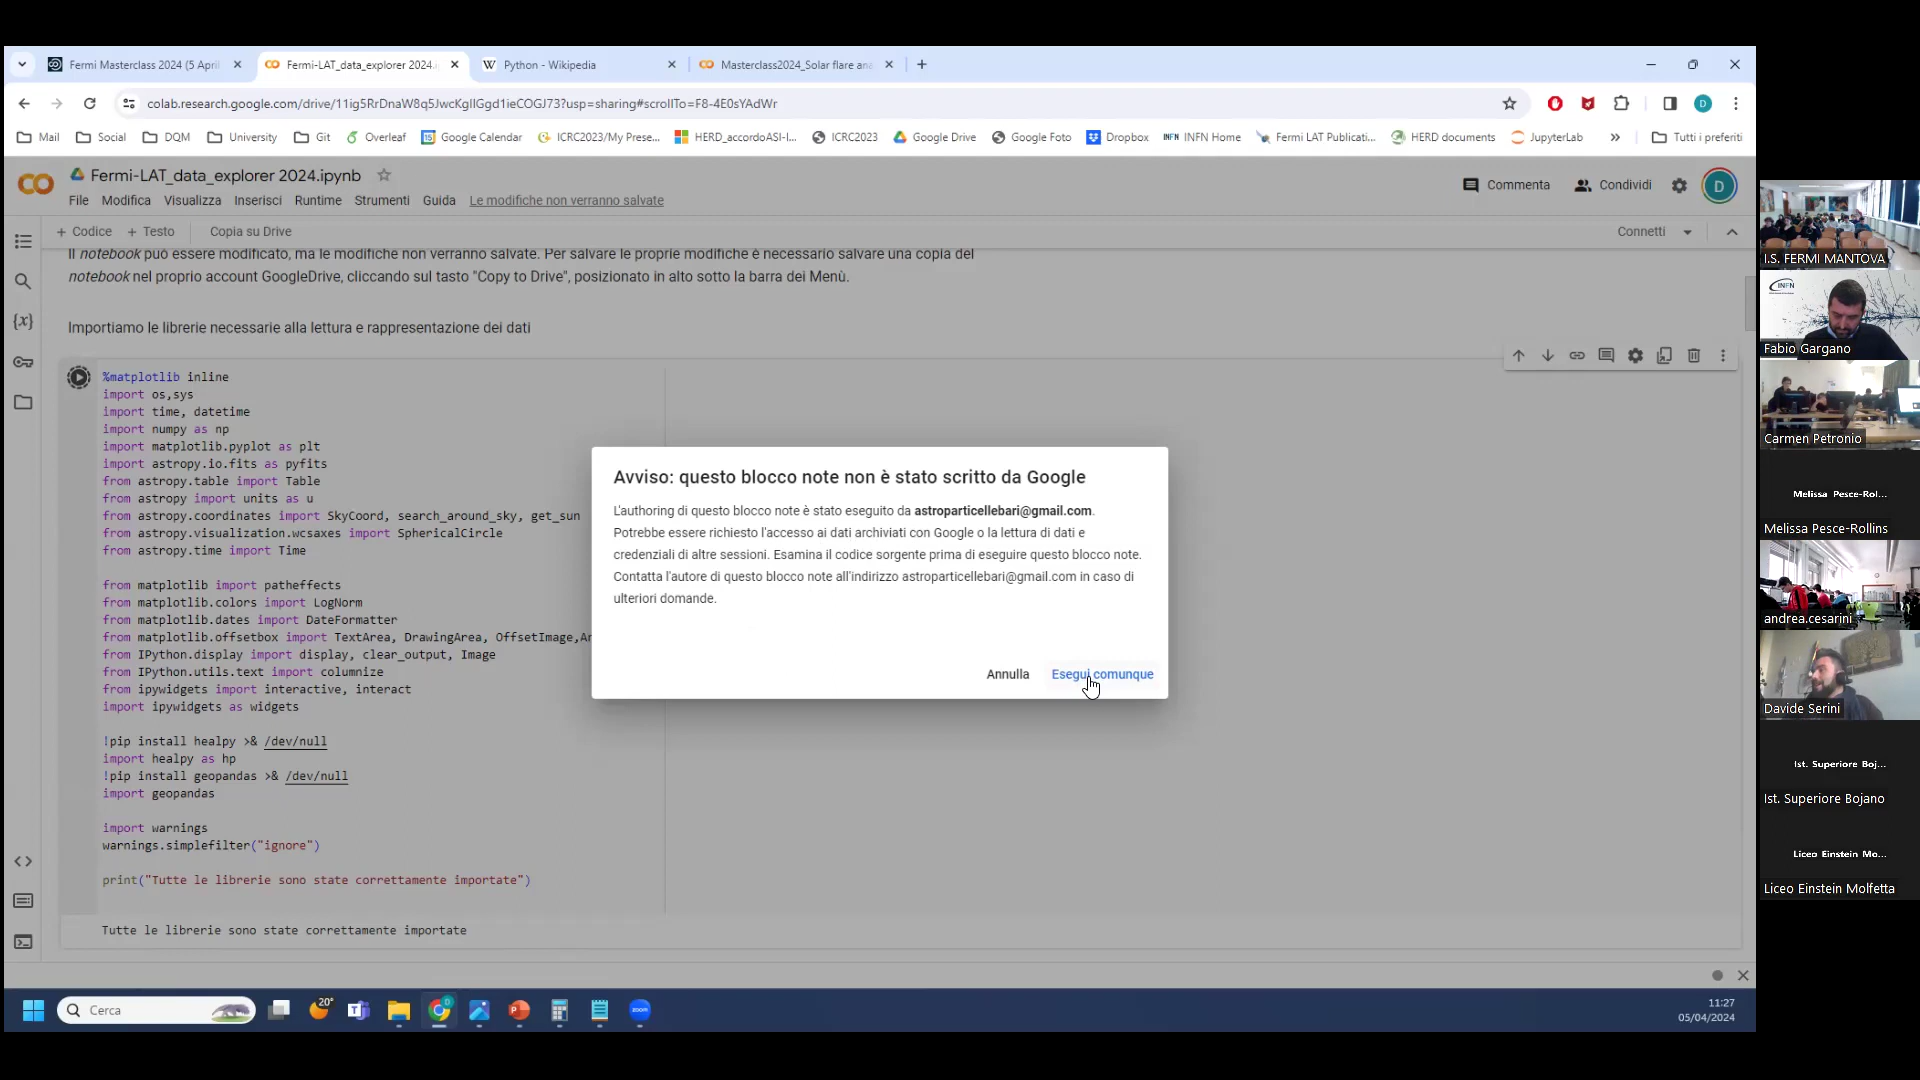 Fermi Masterclass 2024 (5 April
Fermi-LAT_data_explorer 2024.
Python - Wikipedia
Masterclass2024_Solar flare ana
colab.research.google.com/drive/11ig5RrDnaW8q5JwcKgIlGgd1ieCOGJ73?usp=sharing#scrollTo=F8-4E0sYAdWr
Mail
Social
DQM
University
Git
Overleaf
Google Calendar
ICRC2023/My Prese...
HERD_accordoASI-I...
ICRC2023
Google Drive
Google Foto
Dropbox
INFN Home
Fermi LAT Publicati...
HERD documents
JupyterLab
Tutti i preferiti
Fermi-LAT_data_explorer 2024.ipynb
Commenta
Condividi
D
File Modifica Visualizza Inserisci Runtime Strumenti Guida Le modifiche non verranno salvate
+ Codice + Testo Copia su Drive
Connetti
Il notebook può essere modificato, ma le modifiche non verranno salvate. Per salvare le proprie modifiche è necessario salvare una copia del
notebook nel proprio account GoogleDrive, cliccando sul tasto "Copy to Drive", posizionato in alto sotto la barra dei Menù.
Importiamo le librerie necessarie alla lettura e rappresentazione dei dati
%matplotlib inline
import os,sys
import time, datetime
import numpy as np
import matplotlib.pyplot as plt
import astropy.io.fits as pyfits
from astropy.table import Table
from astropy import units as u
from astropy.coordinates import SkyCoord, search_around_sky, get_sun
from astropy.visualization.wcsaxes import SphericalCircle
from astropy.time import Time
from matplotlib import patheffects
from matplotlib.colors import LogNorm
from matplotlib.dates import DateFormatter
from matplotlib.offsetbox import TextArea, DrawingArea, OffsetImage,An
from IPython.display import display, clear_output, Image
from IPython.utils.text import columnize
from ipywidgets import interactive, interact
import ipywidgets as widgets
!pip install healpy >& /dev/null
import healpy as hp
!pip install geopandas >& /dev/null
import geopandas
import warnings
warnings.simplefilter("ignore")
print("Tutte le librerie sono state correttamente importate")
Tutte le librerie sono state correttamente importate
Avviso: questo blocco note non è stato scritto da Google
L'authoring di questo blocco note è stato eseguito da astroparticellebari@gmail.com.
Potrebbe essere richiesto l'accesso ai dati archiviati con Google o la lettura di dati e
credenziali di altre sessioni. Esamina il codice sorgente prima di eseguire questo blocco note.
Contatta l'autore di questo blocco note all'indirizzo astroparticellebari@gmail.com in caso di
ulteriori domande.
Annulla
Esegui comunque
Cerca
20°
zoom
11:27
05/04/2024
I.S. FERMI MANTOVA
INFN
Fabio Gargano
Carmen Petronio
Melissa Pesce-Rol...
Melissa Pesce-Rollins
andrea.cesarini
Davide Serini
Ist. Superiore Boj...
Ist. Superiore Bojano
Liceo Einstein Mo...
Liceo Einstein Molfetta